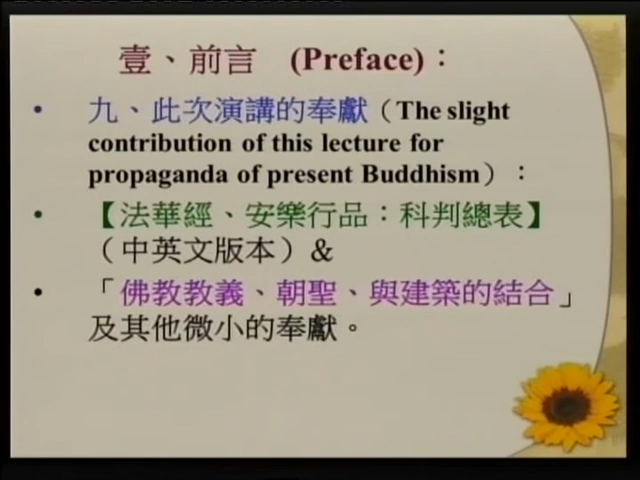 壹、前言 (Preface)：
• 九、此次演講的奉獻（The slight
contribution of this lecture for
propaganda of present Buddhism）：
• 【法華經、安樂行品：科判總表】
（中英文版本）＆
• 「佛教教義、朝聖、與建築的結合」
及其他微小的奉獻。